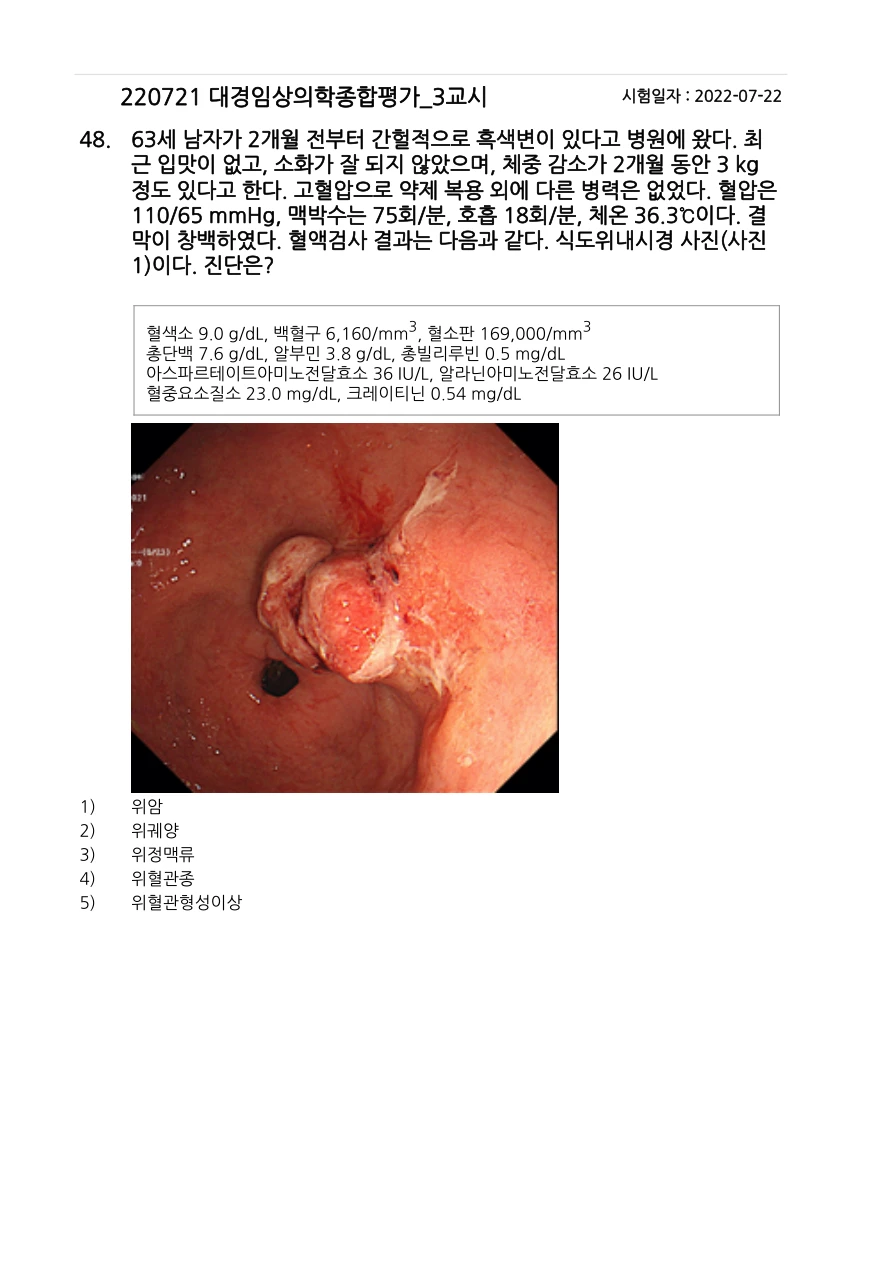 220721 대경임상의학종합평가_3교시
시험일자 : 2022-07-22
48. 63세 남자가 2개월 전부터 간헐적으로 흑색변이 있다고 병원에 왔다. 최
근 입맛이 없고, 소화가 잘 되지 않았으며, 체중 감소가 2개월 동안 3 kg
정도 있다고 한다. 고혈압으로 약제 복용 외에 다른 병력은 없었다. 혈압은
110/65 mmHg, 맥박수는 75회/분, 호흡 18회/분, 체온 36.3℃이다. 결
막이 창백하였다. 혈액검사 결과는 다음과 같다. 식도위내시경 사진(사진
1)이다. 진단은?
혈색소 9.0 g/dL, 백혈구 6,160/mm³, 혈소판 169,000/mm³
총단백 7.6 g/dL, 알부민 3.8 g/dL, 총빌리루빈 0.5 mg/dL
아스파르테이트아미노전달효소 36 IU/L, 알라닌아미노전달효소 26 IU/L
혈중요소질소 23.0 mg/dL, 크레이티닌 0.54 mg/dL
1) 위암
2) 위궤양
3) 위정맥류
4) 위혈관종
5) 위혈관형성이상